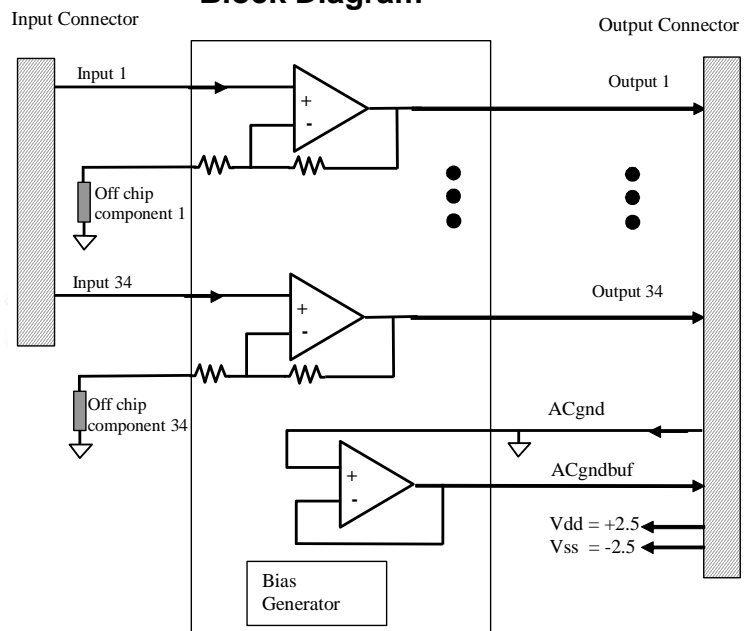 Block Diagram
Input Connector
Output Connector
Input 1
Output 1
+
-
Off chip
component 1
Input 34
Output 34
+
-
Off chip
component 34
ACgnd
+
-
ACgndbuf
Vdd = +2.5
Vss = -2.5
Bias
Generator